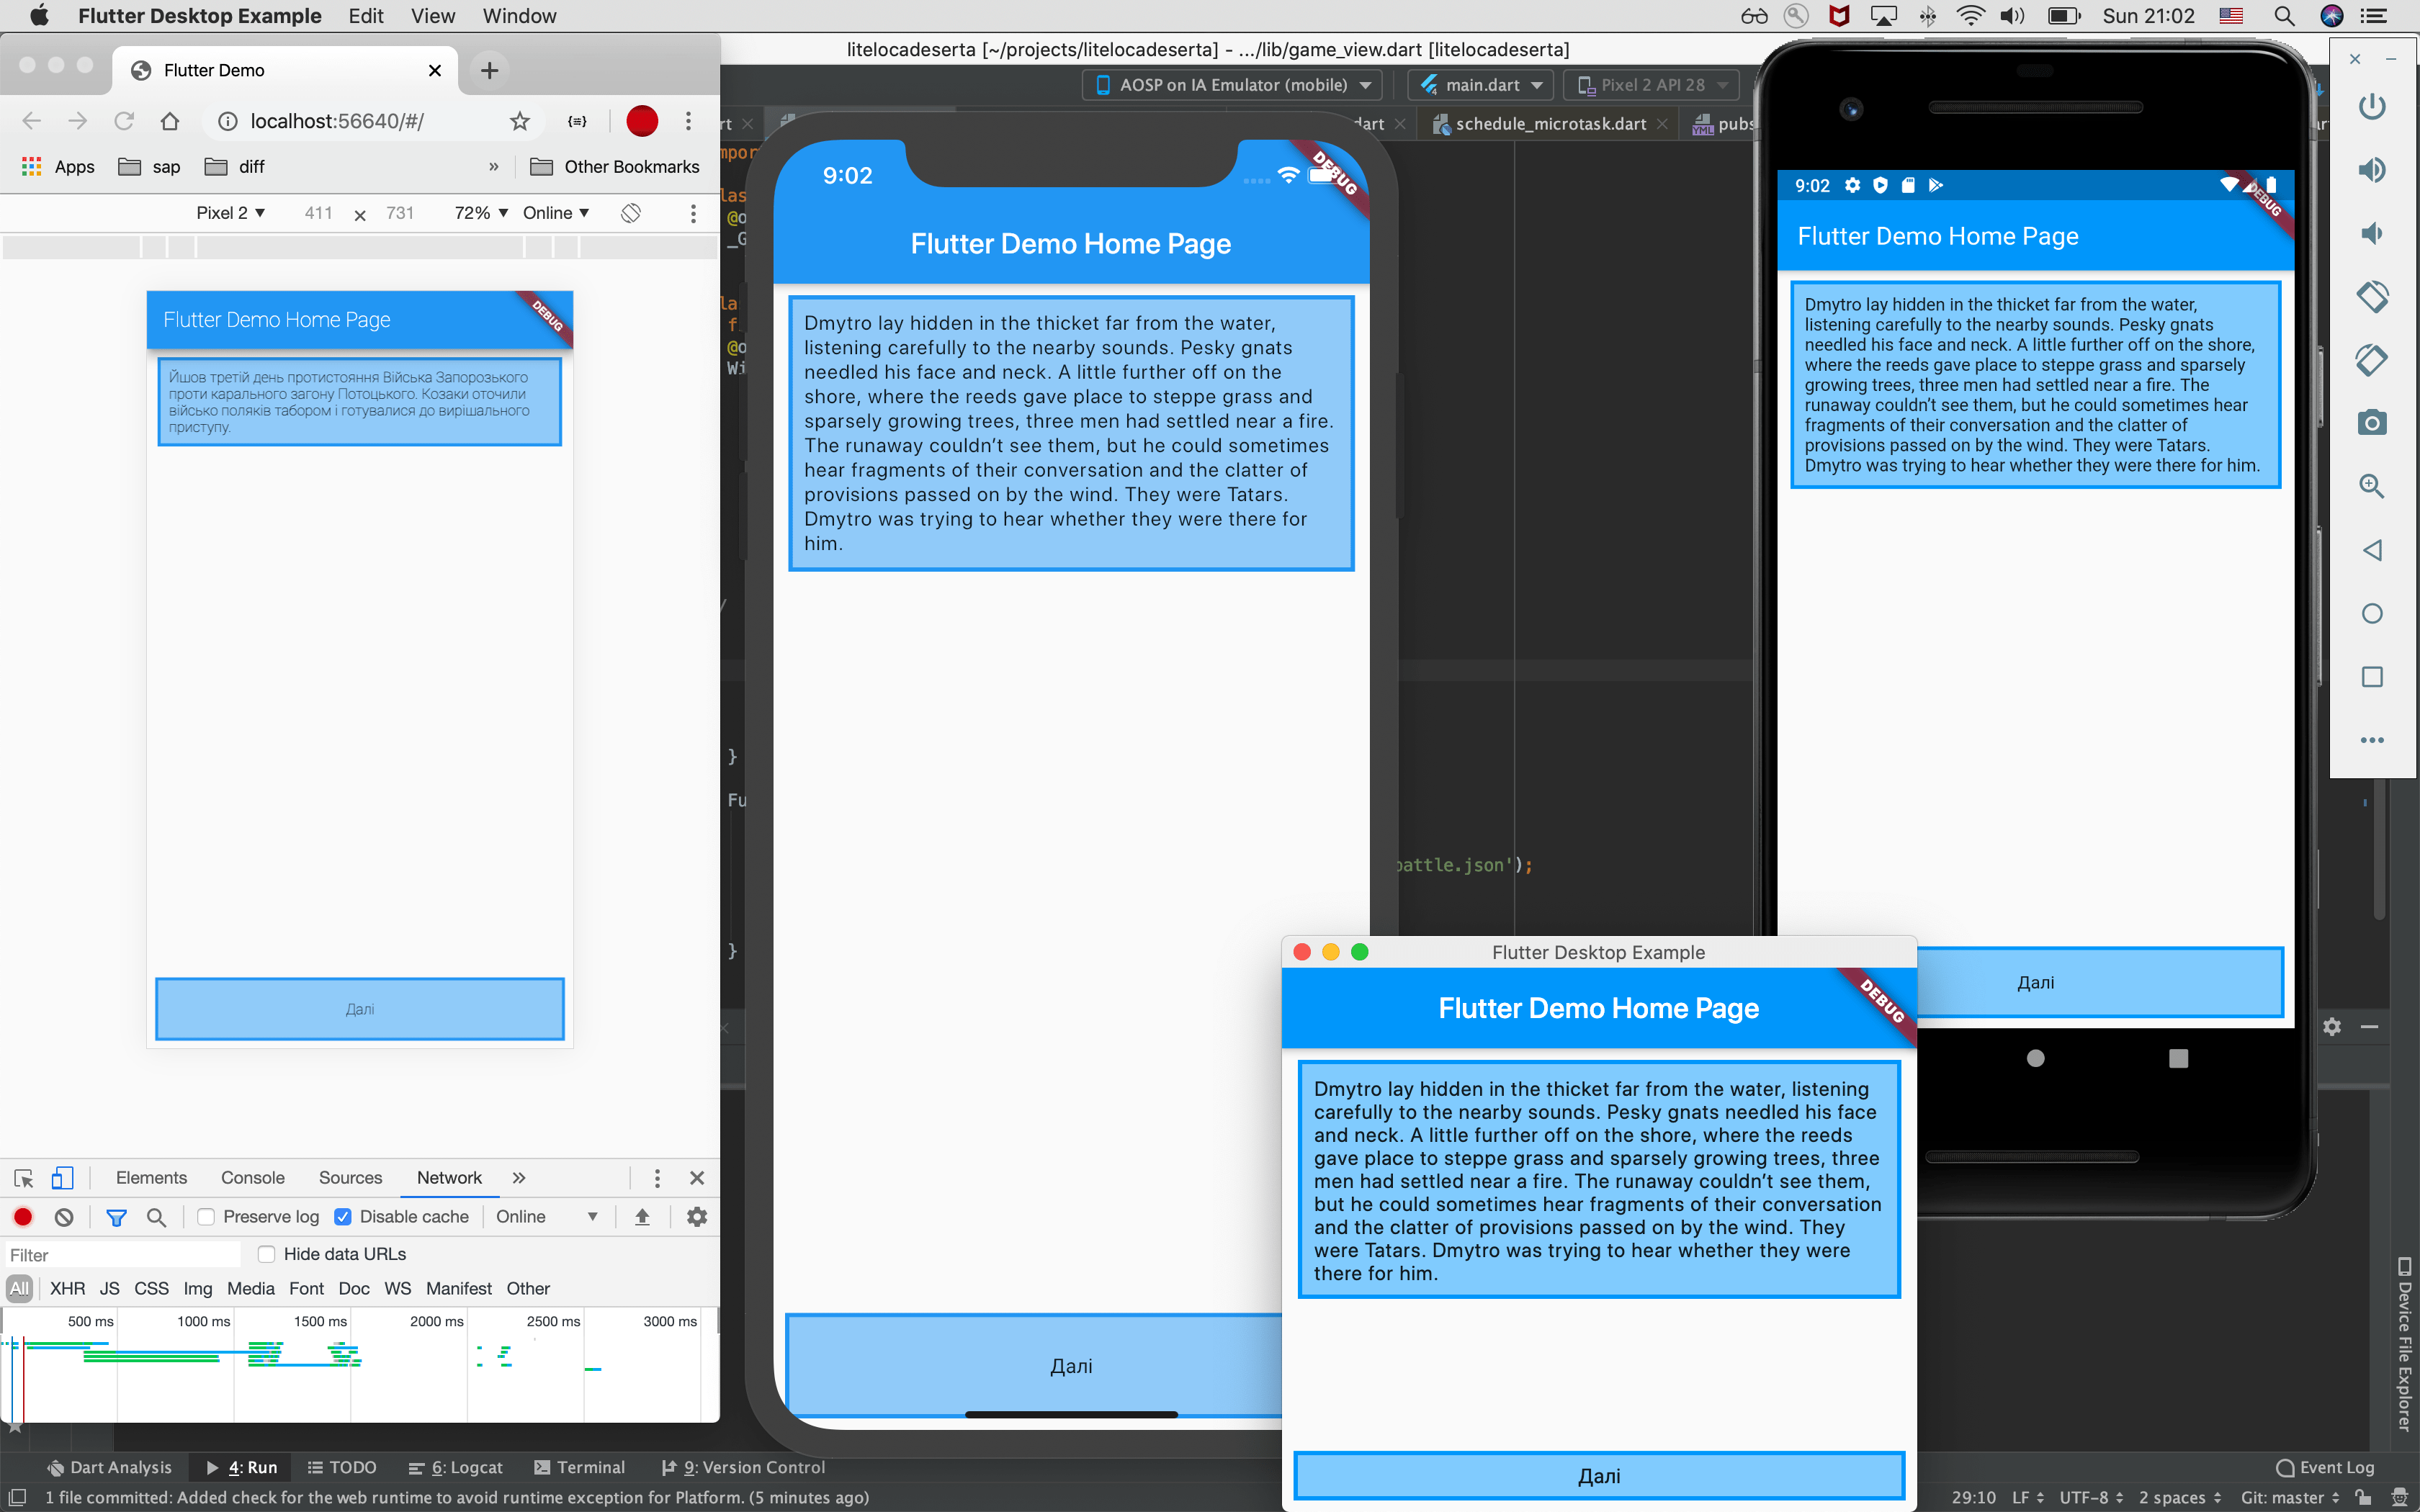 Flutter Desktop Example Edit View Window
Sun 21:02
litelocadeserta [~/projects/litelocadeserta] - .../lib/game_view.dart [litelocadeserta]
AOSP on IA Emulator (mobile) main.dart Pixel 2 API 28
schedule_microtask.dart
Flutter Demo
localhost:56640/#/
Apps sap diff » Other Bookmarks
Pixel 2 411 × 731 72% Online
Flutter Demo Home Page
DEBUG
Йшов третій день протистояння Війська Запорозького
проти карального загону Потоцького. Козаки оточили
військо поляків табором і готувалися до вирішального
приступу.
Далі
Elements Console Sources Network »
Preserve log Disable cache Online
Filter Hide data URLs
All XHR JS CSS Img Media Font Doc WS Manifest Other
500 ms 1000 ms 1500 ms 2000 ms 2500 ms 3000 ms
9:02
DEBUG
Flutter Demo Home Page
Dmytro lay hidden in the thicket far from the water,
listening carefully to the nearby sounds. Pesky gnats
needled his face and neck. A little further off on the
shore, where the reeds gave place to steppe grass and
sparsely growing trees, three men had settled near a fire.
The runaway couldn’t see them, but he could sometimes
hear fragments of their conversation and the clatter of
provisions passed on by the wind. They were Tatars.
Dmytro was trying to hear whether they were there for
him.
Далі
battle.json');
9:02
DEBUG
Flutter Demo Home Page
Dmytro lay hidden in the thicket far from the water,
listening carefully to the nearby sounds. Pesky gnats
needled his face and neck. A little further off on the shore,
where the reeds gave place to steppe grass and sparsely
growing trees, three men had settled near a fire. The
runaway couldn’t see them, but he could sometimes hear
fragments of their conversation and the clatter of
provisions passed on by the wind. They were Tatars.
Dmytro was trying to hear whether they were there for him.
Далі
Flutter Desktop Example
Flutter Demo Home Page
DEBUG
Dmytro lay hidden in the thicket far from the water, listening
carefully to the nearby sounds. Pesky gnats needled his face
and neck. A little further off on the shore, where the reeds
gave place to steppe grass and sparsely growing trees, three
men had settled near a fire. The runaway couldn’t see them,
but he could sometimes hear fragments of their conversation
and the clatter of provisions passed on by the wind. They
were Tatars. Dmytro was trying to hear whether they were
there for him.
Далі
Device File Explorer
Dart Analysis 4: Run TODO 6: Logcat Terminal 9: Version Control Event Log
1 file committed: Added check for the web runtime to avoid runtime exception for Platform. (5 minutes ago) 29:10 LF UTF-8 2 spaces Git: master